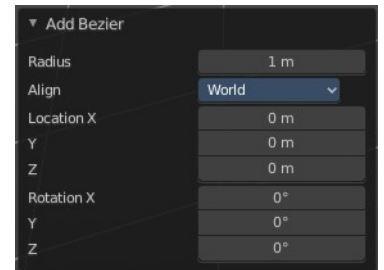 Add Bezier
Radius 1 m
Align World
Location X 0 m
Y 0 m
Z 0 m
Rotation X 0°
Y 0°
Z 0°